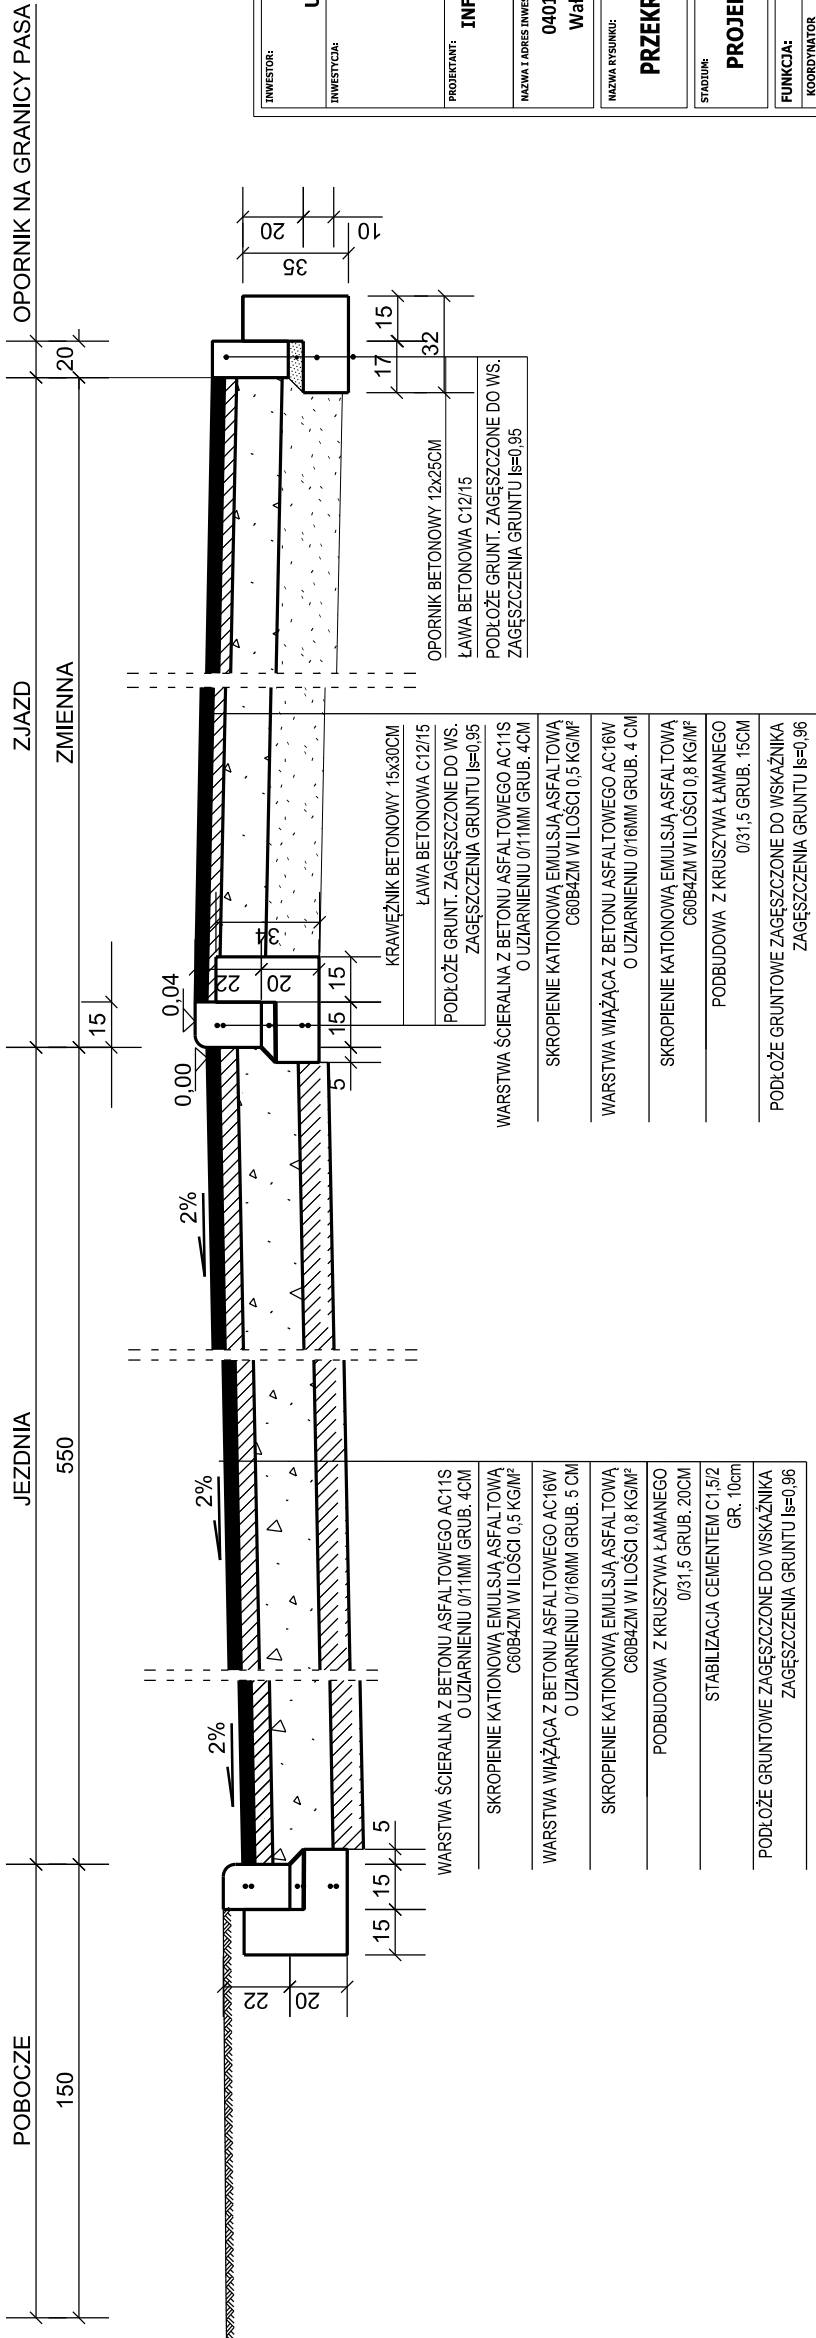 POBOCZE
JEZDNIA
ZJAZD
OPORNIK NA GRANICY PASA
150
550
ZMIENNA
20
15
0,00
0,04
2%
2%
2%
22
20
15
15
5
22
20
34
5
15
15
20
10
35
17
15
32
OPORNIK BETONOWY 12x25CM
ŁAWA BETONOWA C12/15
PODŁOŻE GRUNT. ZAGĘSZCZONE DO WS.
ZAGĘSZCZENIA GRUNTU Is=0,95
KRAWĘŻNIK BETONOWY 15x30CM
ŁAWA BETONOWA C12/15
PODŁOŻE GRUNT. ZAGĘSZCZONE DO WS.
ZAGĘSZCZENIA GRUNTU Is=0,95
WARSTWA ŚCIERALNA Z BETONU ASFALTOWEGO AC11S
O UZIARNIENIU 0/11MM GRUB. 4CM
SKROPIENIE KATIONOWĄ EMULSJĄ ASFALTOWĄ
C60B4ZM W ILOŚCI 0,5 KG/M²
WARSTWA WIĄŻĄCA Z BETONU ASFALTOWEGO AC16W
O UZIARNIENIU 0/16MM GRUB. 4 CM
SKROPIENIE KATIONOWĄ EMULSJĄ ASFALTOWĄ
C60B4ZM W ILOŚCI 0,8 KG/M²
PODBUDOWA Z KRUSZYWA ŁAMANEGO
0/31,5 GRUB. 15CM
PODŁOŻE GRUNTOWE ZAGĘSZCZONE DO WSKAŹNIKA
ZAGĘSZCZENIA GRUNTU Is=0,96
WARSTWA ŚCIERALNA Z BETONU ASFALTOWEGO AC11S
O UZIARNIENIU 0/11MM GRUB. 4CM
SKROPIENIE KATIONOWĄ EMULSJĄ ASFALTOWĄ
C60B4ZM W ILOŚCI 0,5 KG/M²
WARSTWA WIĄŻĄCA Z BETONU ASFALTOWEGO AC16W
O UZIARNIENIU 0/16MM GRUB. 5 CM
SKROPIENIE KATIONOWĄ EMULSJĄ ASFALTOWĄ
C60B4ZM W ILOŚCI 0,8 KG/M²
PODBUDOWA Z KRUSZYWA ŁAMANEGO
0/31,5 GRUB. 20CM
STABILIZACJA CEMENTEM C1,5/2
GR. 10cm
PODŁOŻE GRUNTOWE ZAGĘSZCZONE DO WSKAŹNIKA
ZAGĘSZCZENIA GRUNTU Is=0,96
INWESTOR:
INWESTYCJA:
PROJEKTANT:
INF
NAZWA I ADRES INWES
0401
Wał
NAZWA RYSUNKU:
PRZEKR
STADIUM:
PROJE
FUNKCJA:
KOORDYNATOR